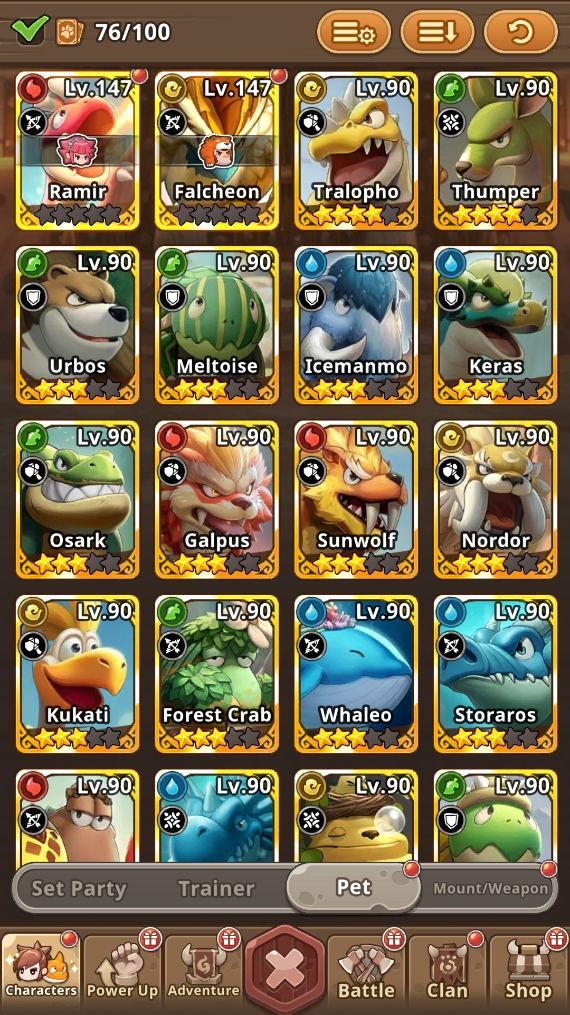 76/100
Lv.147 Lv.147 Lv.90 Lv.90
Ramir Falcheon Tralopho Thumper
Lv.90 Lv.90 Lv.90 Lv.90
Urbos Meltoise Icemanmo Keras
Lv.90 Lv.90 Lv.90 Lv.90
Osark Galpus Sunwolf Nordor
Lv.90 Lv.90 Lv.90 Lv.90
Kukati Forest Crab Whaleo Storaros
Lv.90 Lv.90 Lv.90 Lv.90
Set Party Trainer Pet Mount/Weapon
Characters Power Up Adventure Battle Clan Shop